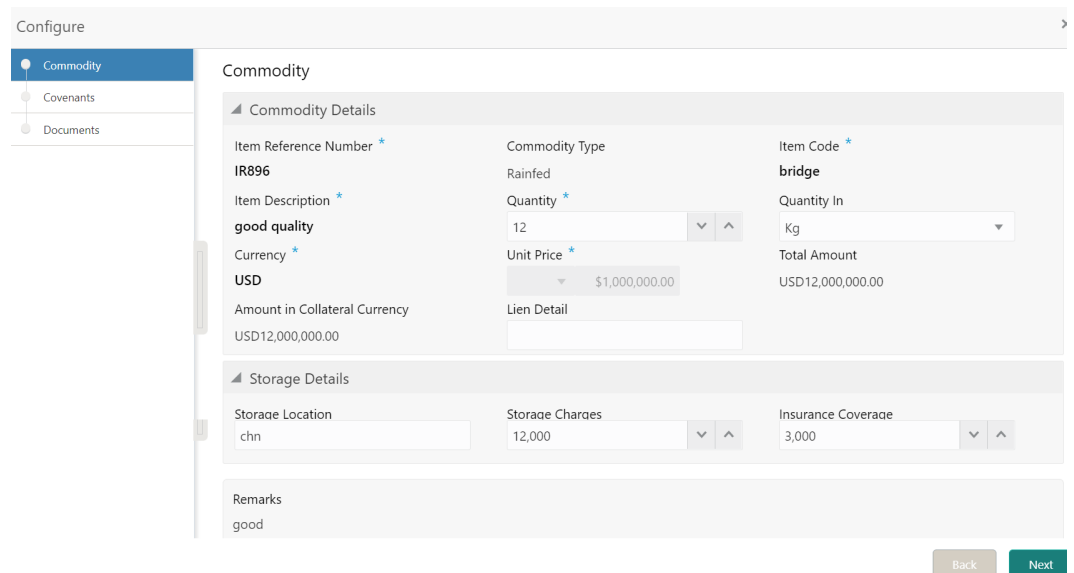 Configure
×
Commodity
Covenants
Documents
Commodity
Commodity Details
Item Reference Number *
Commodity Type
Item Code *
IR896
Rainfed
bridge
Item Description *
Quantity *
Quantity In
good quality
12
Kg
Currency *
Unit Price *
Total Amount
USD
$1,000,000.00
USD12,000,000.00
Amount in Collateral Currency
Lien Detail
USD12,000,000.00
Storage Details
Storage Location
Storage Charges
Insurance Coverage
chn
12,000
3,000
Remarks
good
Back
Next